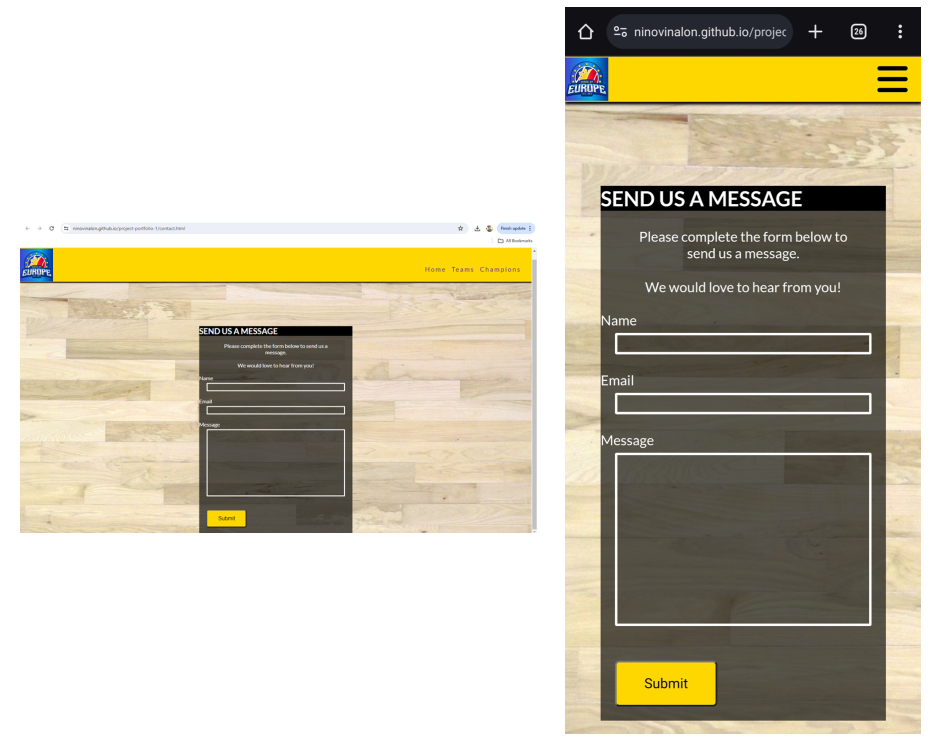 ninovinalon.github.io/project-portfolio-1/contact.html
Finish update
All Bookmarks
EUROPE
Home Teams Champions
SEND US A MESSAGE
Please complete the form below to send us a
message.
We would love to hear from you!
Name
Email
Message
Submit
ninovinalon.github.io/projec
26
EUROPE
SEND US A MESSAGE
Please complete the form below to
send us a message.
We would love to hear from you!
Name
Email
Message
Submit